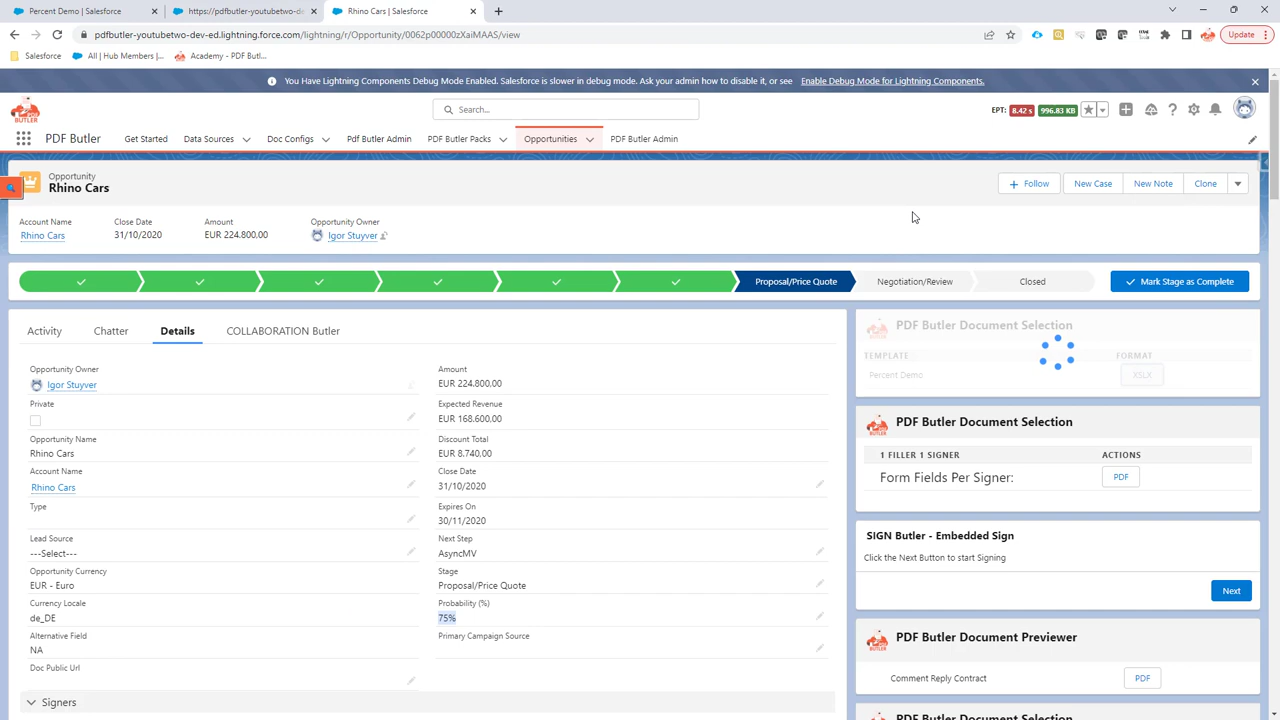 Percent Demo | Salesforce
https://pdfbutler-youtubetwo-de
Rhino Cars | Salesforce
pdfbutler-youtubetwo-dev-ed.lightning.force.com/lightning/r/Opportunity/0062p00000zXaiMAAS/view
Update
Salesforce
All | Hub Members |...
Academy - PDF Butl...
You Have Lightning Components Debug Mode Enabled. Salesforce is slower in debug mode. Ask your admin how to disable it, or see Enable Debug Mode for Lightning Components.
BUTLER
Search...
EPT: 8.42 s 996.83 KB
PDF Butler
Get Started
Data Sources
Doc Configs
Pdf Butler Admin
PDF Butler Packs
Opportunities
PDF Butler Admin
Opportunity
Rhino Cars
Follow
New Case
New Note
Clone
Account Name
Close Date
Amount
Opportunity Owner
Rhino Cars
31/10/2020
EUR 224.800,00
Igor Stuyver
Proposal/Price Quote
Negotiation/Review
Closed
Mark Stage as Complete
Activity
Chatter
Details
COLLABORATION Butler
Opportunity Owner
Igor Stuyver
Private
Opportunity Name
Rhino Cars
Account Name
Rhino Cars
Type
Lead Source
---Select---
Opportunity Currency
EUR - Euro
Currency Locale
de_DE
Alternative Field
NA
Doc Public Url
Signers
Amount
EUR 224.800,00
Expected Revenue
EUR 168.600,00
Discount Total
EUR 8.740,00
Close Date
31/10/2020
Expires On
30/11/2020
Next Step
AsyncMV
Stage
Proposal/Price Quote
Probability (%)
75%
Primary Campaign Source
PDF Butler Document Selection
TEMPLATE
FORMAT
Percent Demo
XSLX
PDF Butler Document Selection
1 FILLER 1 SIGNER
ACTIONS
Form Fields Per Signer:
PDF
SIGN Butler - Embedded Sign
Click the Next Button to start Signing
Next
PDF Butler Document Previewer
Comment Reply Contract
PDF
PDF Butler Document Selection